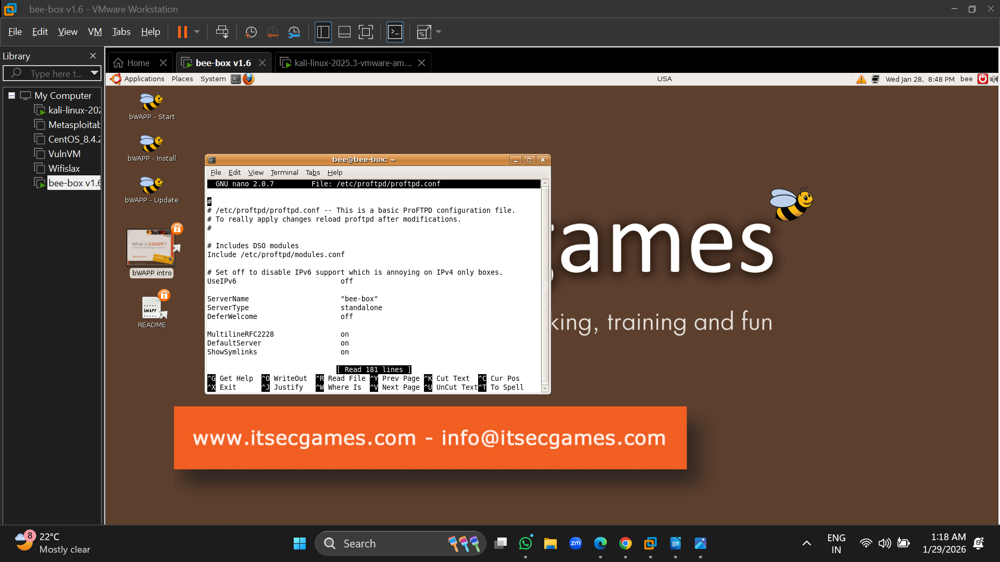 bee-box v1.6 - VMware Workstation
File Edit View VM Tabs Help
Library
Type here t...
My Computer
kali-linux-202
Metasploitab
CentOS_8.4.2
VulnVM
Wifislax
bee-box v1.6
Home
bee-box v1.6
kali-linux-2025.3-vmware-am...
Applications Places System
USA
Wed Jan 28, 8:48 PM bee
bWAPP - Start
bWAPP - Install
bWAPP - Update
What is bWAPP?
bWAPP intro
bWAPP
README
bee@bee-box: ~
File Edit View Terminal Tabs Help
GNU nano 2.0.7 File: /etc/proftpd/proftpd.conf
#
# /etc/proftpd/proftpd.conf -- This is a basic ProFTPD configuration file.
# To really apply changes reload proftpd after modifications.
#
# Includes DSO modules
Include /etc/proftpd/modules.conf
# Set off to disable IPv6 support which is annoying on IPv4 only boxes.
UseIPv6 off
ServerName "bee-box"
ServerType standalone
DeferWelcome off
MultilineRFC2228 on
DefaultServer on
ShowSymlinks on
[ Read 181 lines ]
^G Get Help ^O WriteOut ^R Read File ^Y Prev Page ^K Cut Text ^C Cur Pos
^X Exit ^J Justify ^W Where Is ^V Next Page ^U UnCut Text ^T To Spell
games
king, training and fun
www.itsecgames.com - info@itsecgames.com
8
22°C
Mostly clear
Search
zm
ENG
IN
1:18 AM
1/29/2026